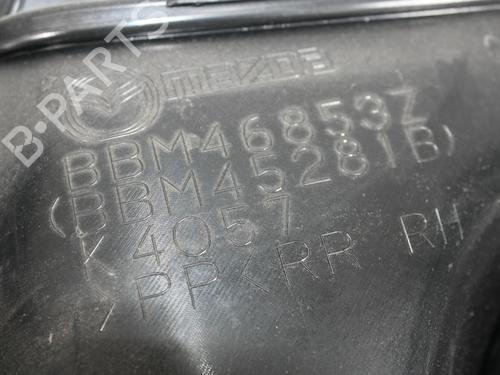 mazda
BBM46853Z
(BBM45281B)
K4057
>PP< RR RH
B-PARTS